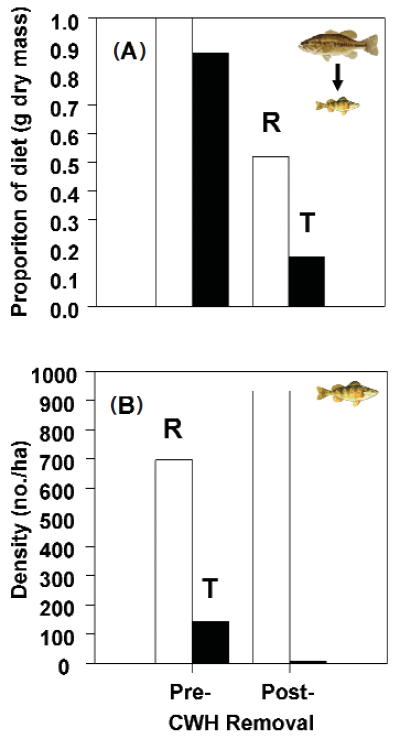 Proporiton of diet (g dry mass)
1.0
0.9
0.8
0.7
0.6
0.5
0.4
0.3
0.2
0.1
0.0
(A)
R
T
Density (no./ha)
1000
900
800
700
600
500
400
300
200
100
0
(B)
R
T
Pre- Post-
CWH Removal